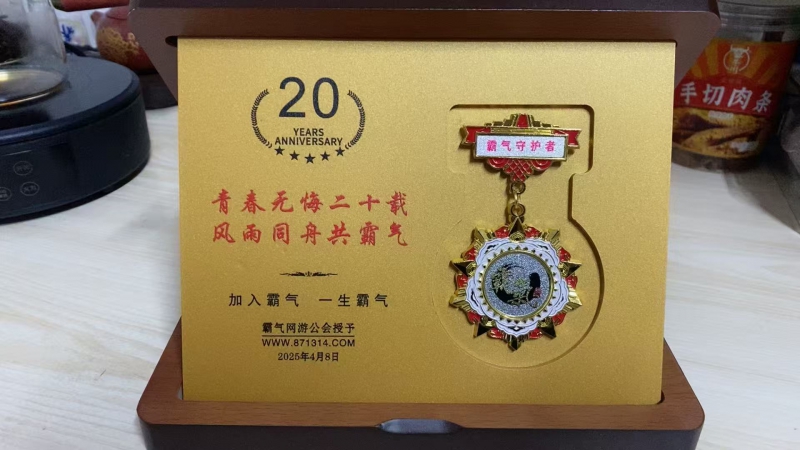 20
YEARS
ANNIVERSARY
青春无悔二十载
风雨同舟共霸气
加入霸气 一生霸气
霸气网游公会授予
WWW.871314.COM
2025年4月8日
霸气守护者
手切肉条